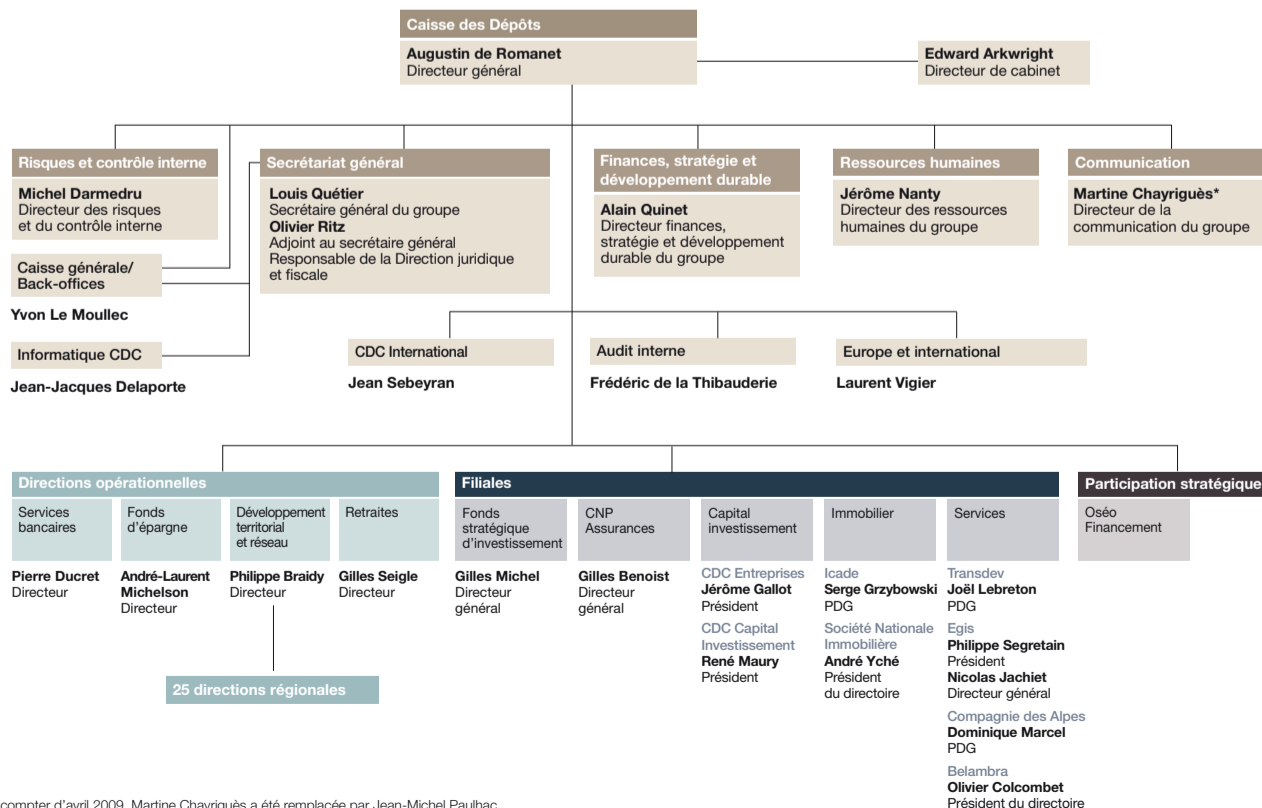 Caisse des Dépôts
Augustin de Romanet
Directeur général
Edward Arkwright
Directeur de cabinet
Risques et contrôle interne
Michel Darmedru
Directeur des risques
et du contrôle interne
Caisse générale/
Back-offices
Yvon Le Moullec
Informatique CDC
Jean-Jacques Delaporte
Secrétariat général
Louis Quétier
Secrétaire général du groupe
Olivier Ritz
Adjoint au secrétaire général
Responsable de la Direction juridique
et fiscale
Finances, stratégie et
développement durable
Alain Quinet
Directeur finances,
stratégie et développement
durable du groupe
Ressources humaines
Jérôme Nanty
Directeur des ressources
humaines du groupe
Communication
Martine Chayriguès*
Directeur de la
communication du groupe
CDC International
Jean Sebeyran
Audit interne
Frédéric de la Thibauderie
Europe et international
Laurent Vigier
Directions opérationnelles
Services
bancaires
Pierre Ducret
Directeur
Fonds
d'épargne
André-Laurent
Michelson
Directeur
Développement
territorial
et réseau
Philippe Braidy
Directeur
25 directions régionales
Retraites
Gilles Seigle
Directeur
Filiales
Fonds
stratégique
d'investissement
Gilles Michel
Directeur
général
CNP
Assurances
Gilles Benoist
Directeur
général
Capital
investissement
CDC Entreprises
Jérôme Gallot
Président
CDC Capital
Investissement
René Maury
Président
Immobilier
Icade
Serge Grzybowski
PDG
Société Nationale
Immobilière
André Yché
Président
du directoire
Services
Transdev
Joël Lebreton
PDG
Egis
Philippe Segretain
Président
Nicolas Jachiet
Directeur général
Compagnie des Alpes
Dominique Marcel
PDG
Belambra
Olivier Colcombet
Président du directoire
Participation stratégique
Oséo
Financement
compter d'avril 2009, Martine Chayriguès a été remplacée par Jean-Michel Paulhac.